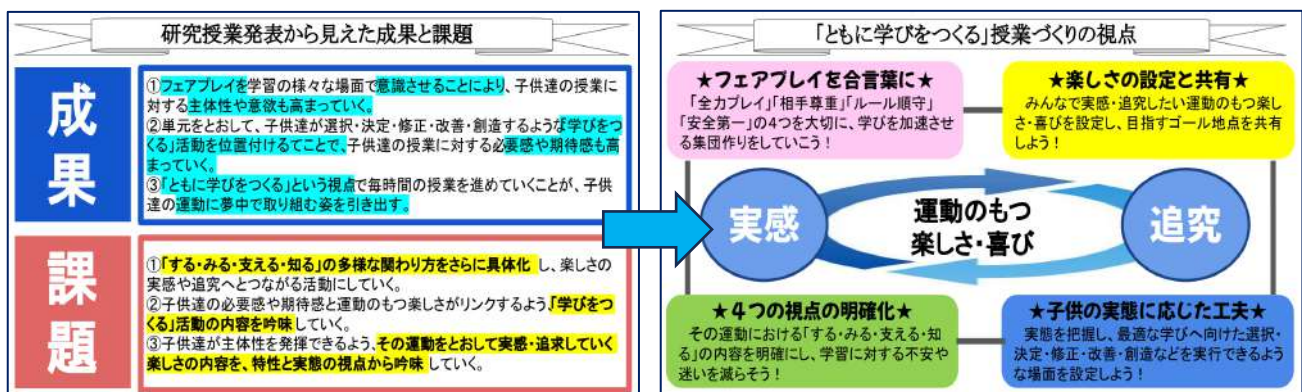 研究授業発表から見えた成果と課題
成果
①フェアプレイを学習の様々な場面で意識させることにより、子供達の授業に
対する主体性や意欲も高まっていく。
②単元をとおして、子供達が選択・決定・修正・改善・創造するような「学びをつ
くる」活動を位置付けるてことで、子供達の授業に対する必要感や期待感も高
まっていく。
③「ともに学びをつくる」という視点で毎時間の授業を進めていくことが、子供
達の運動に夢中で取り組む姿を引き出す。
課題
①「する・みる・支える・知る」の多様な関わり方をさらに具体化し、楽しさの
実感や追究へとつながる活動にしていく。
②子供達の必要感や期待感と運動のもつ楽しさがリンクするよう、「学びをつ
くる」活動の内容を吟味していく。
③子供達が主体性を発揮できるよう、その運動をとおして実感・追求していく
楽しさの内容を、特性と実態の視点から吟味していく。
「ともに学びをつくる」授業づくりの視点
★フェアプレイを合言葉に★
「全力プレイ」「相手尊重」「ルール順守」
「安全第一」の4つを大切に、学びを加速させ
る集団作りをしていこう！
★楽しさの設定と共有★
みんなで実感・追究したい運動のもつ楽し
さ・喜びを設定し、目指すゴール地点を共有
しよう！
実感
運動のもつ
楽しさ・喜び
追究
★4つの視点の明確化★
その運動における「する・みる・支える・知
る」の内容を明確にし、学習に対する不安や
迷いを減らそう！
★子供の実態に応じた工夫★
実態を把握し、最適な学びへ向けた選択・
決定・修正・改善・創造などを実行できるよう
な場面を設定しよう！